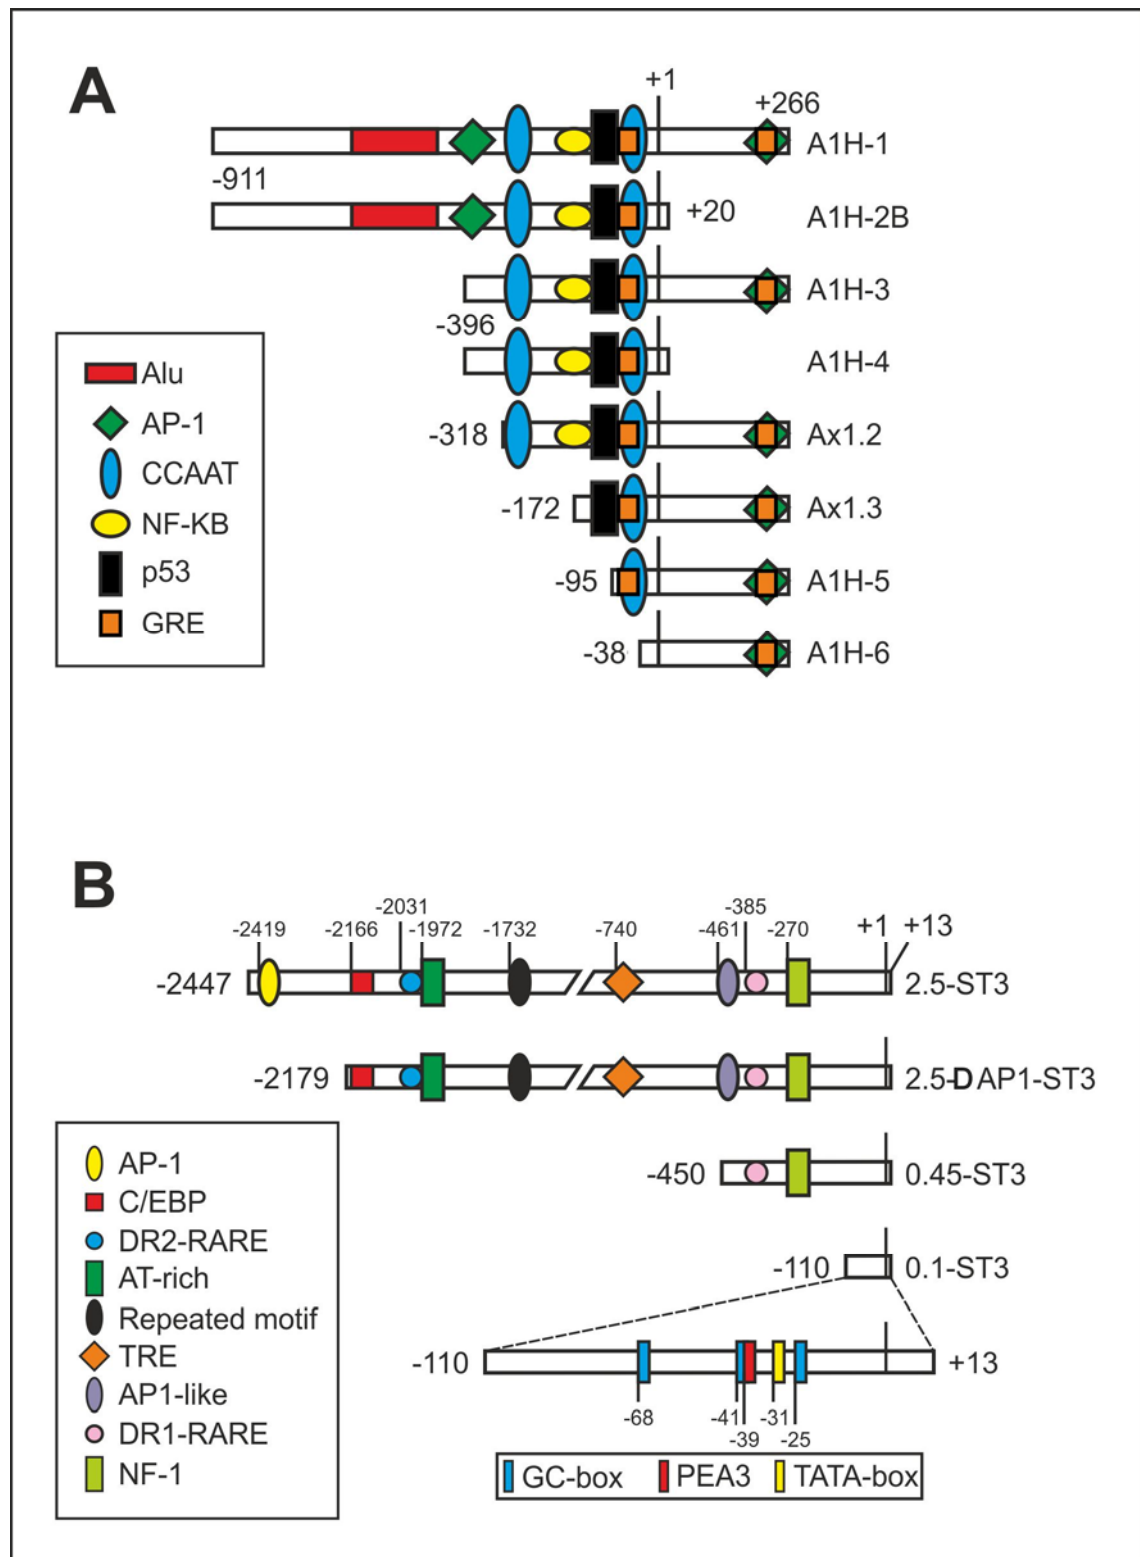 A
+1
+266
A1H-1
-911
+20
A1H-2B
A1H-3
-396
A1H-4
-318
Ax1.2
-172
Ax1.3
-95
A1H-5
-38
A1H-6
Alu
AP-1
CCAAT
NF-KB
p53
GRE
B
-2419
-2166
-2031
-1972
-1732
-740
-461
-385
-270
+1
+13
-2447
2.5-ST3
-2179
2.5-DAP1-ST3
-450
0.45-ST3
-110
0.1-ST3
-110
+13
-68
-41
-39
-31
-25
AP-1
C/EBP
DR2-RARE
AT-rich
Repeated motif
TRE
AP1-like
DR1-RARE
NF-1
GC-box PEA3 TATA-box